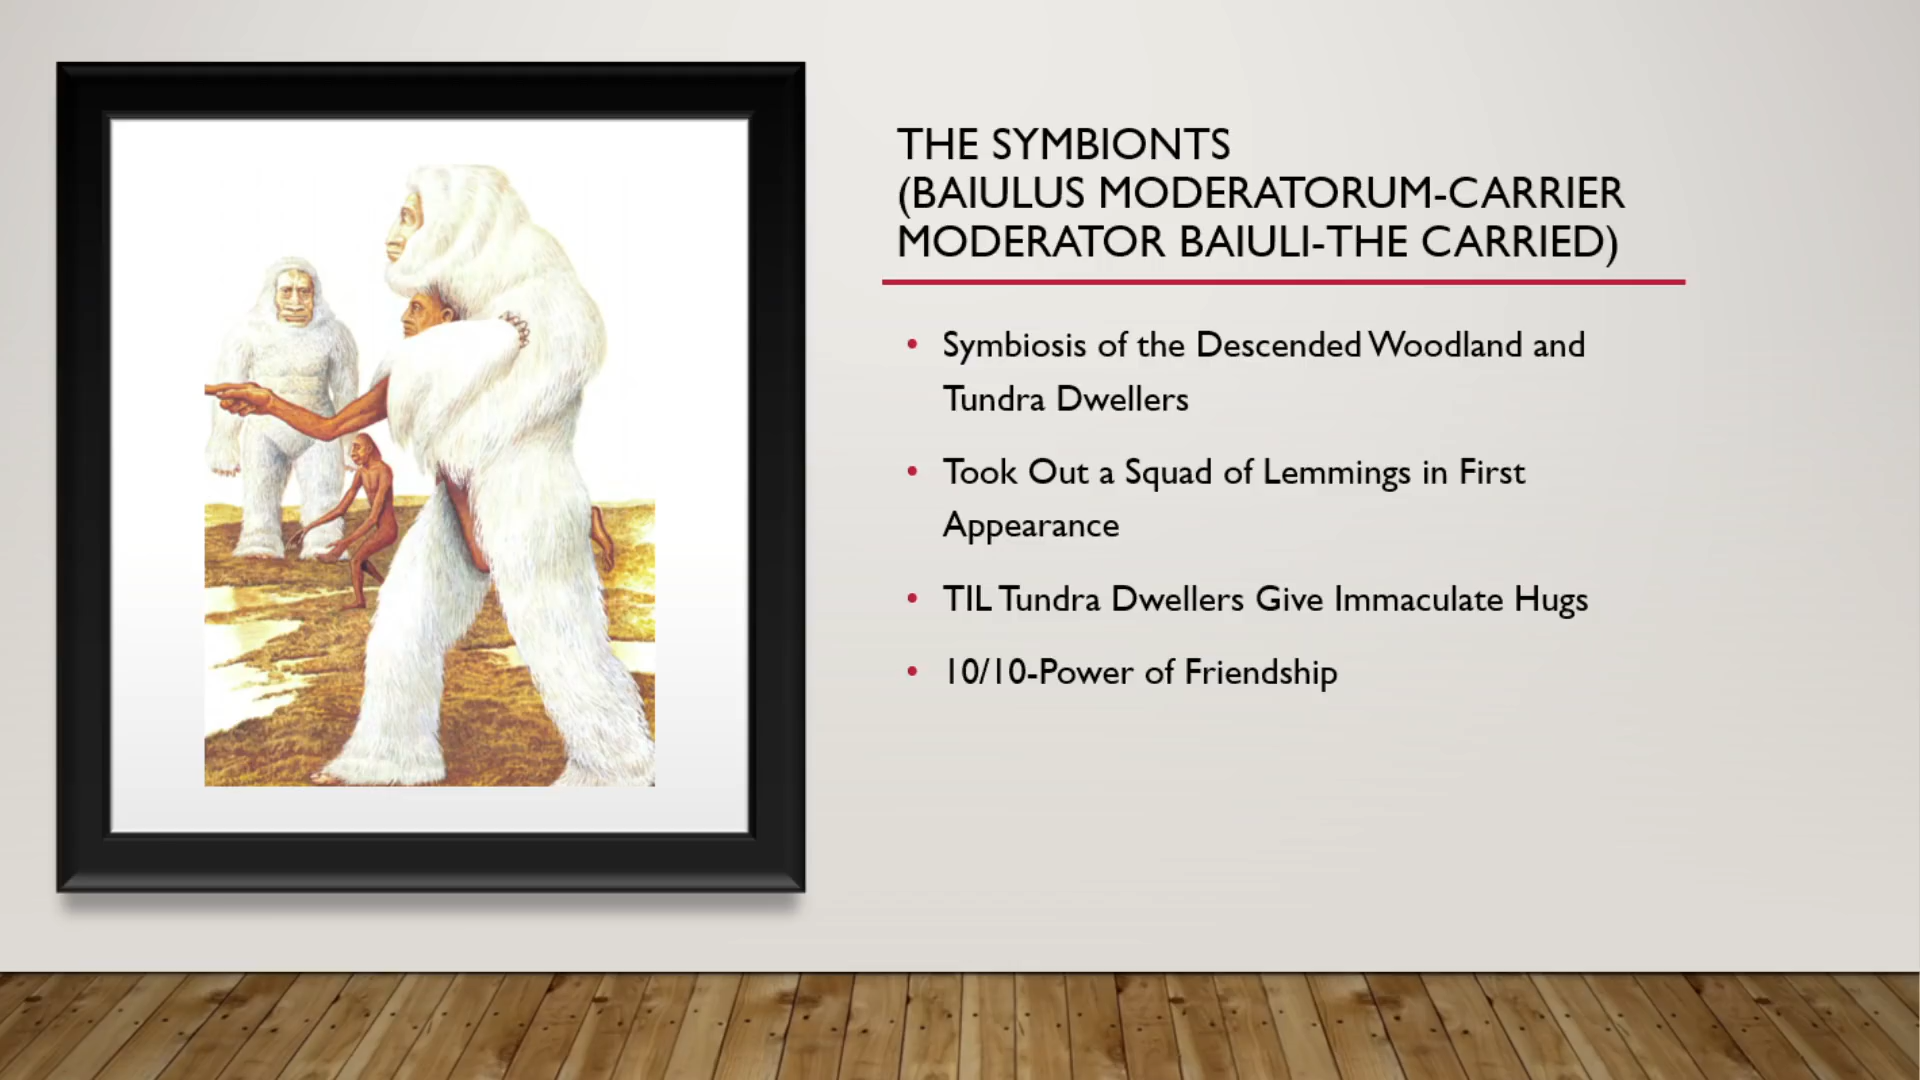 THE SYMBIONTS
(BAIULUS MODERATORUM-CARRIER
MODERATOR BAIULI-THE CARRIED)
• Symbiosis of the Descended Woodland and
Tundra Dwellers
• Took Out a Squad of Lemmings in First
Appearance
• TIL Tundra Dwellers Give Immaculate Hugs
• 10/10-Power of Friendship